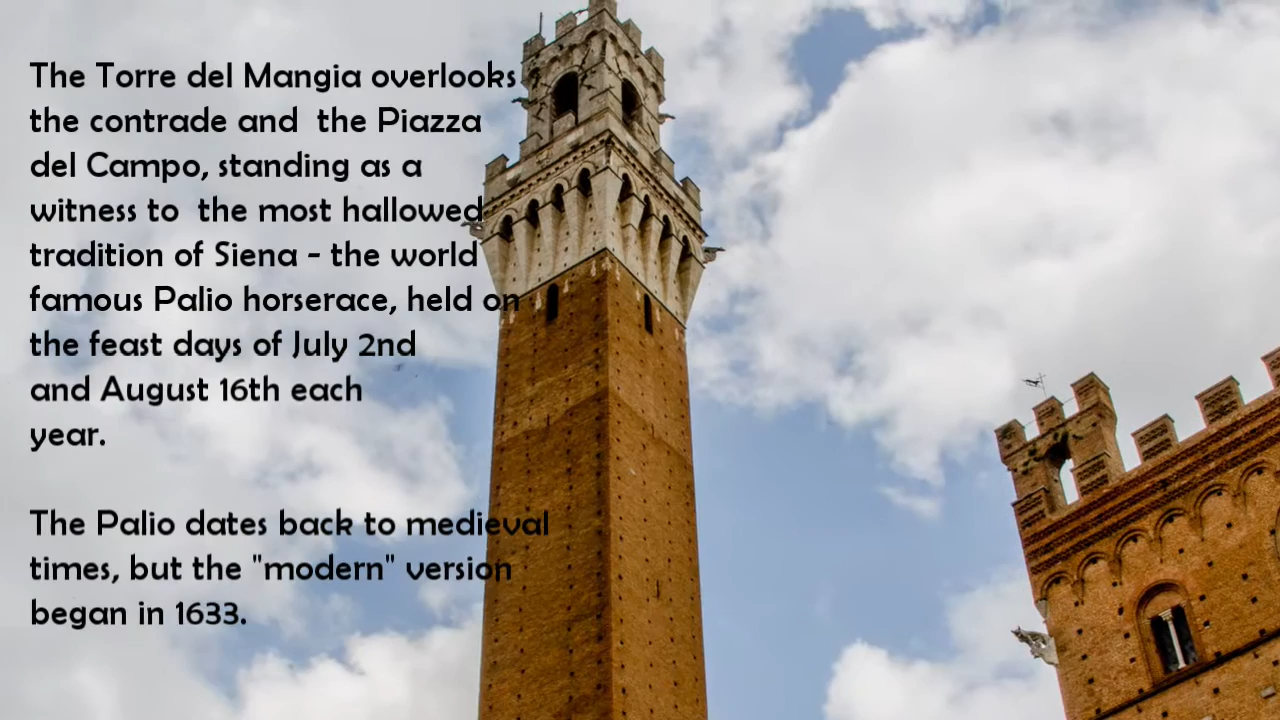 The Torre del Mangia overlooks
the contrade and  the Piazza
del Campo, standing as a
witness to  the most hallowed
tradition of Siena - the world
famous Palio horserace, held on
the feast days of July 2nd
and August 16th each
year.
The Palio dates back to medieval
times, but the "modern" version
began in 1633.